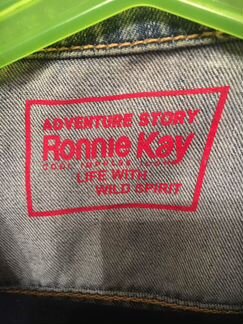 ADVENTURE STORY
Ronnie Kay
LIFE WITH
WILD SPIRIT